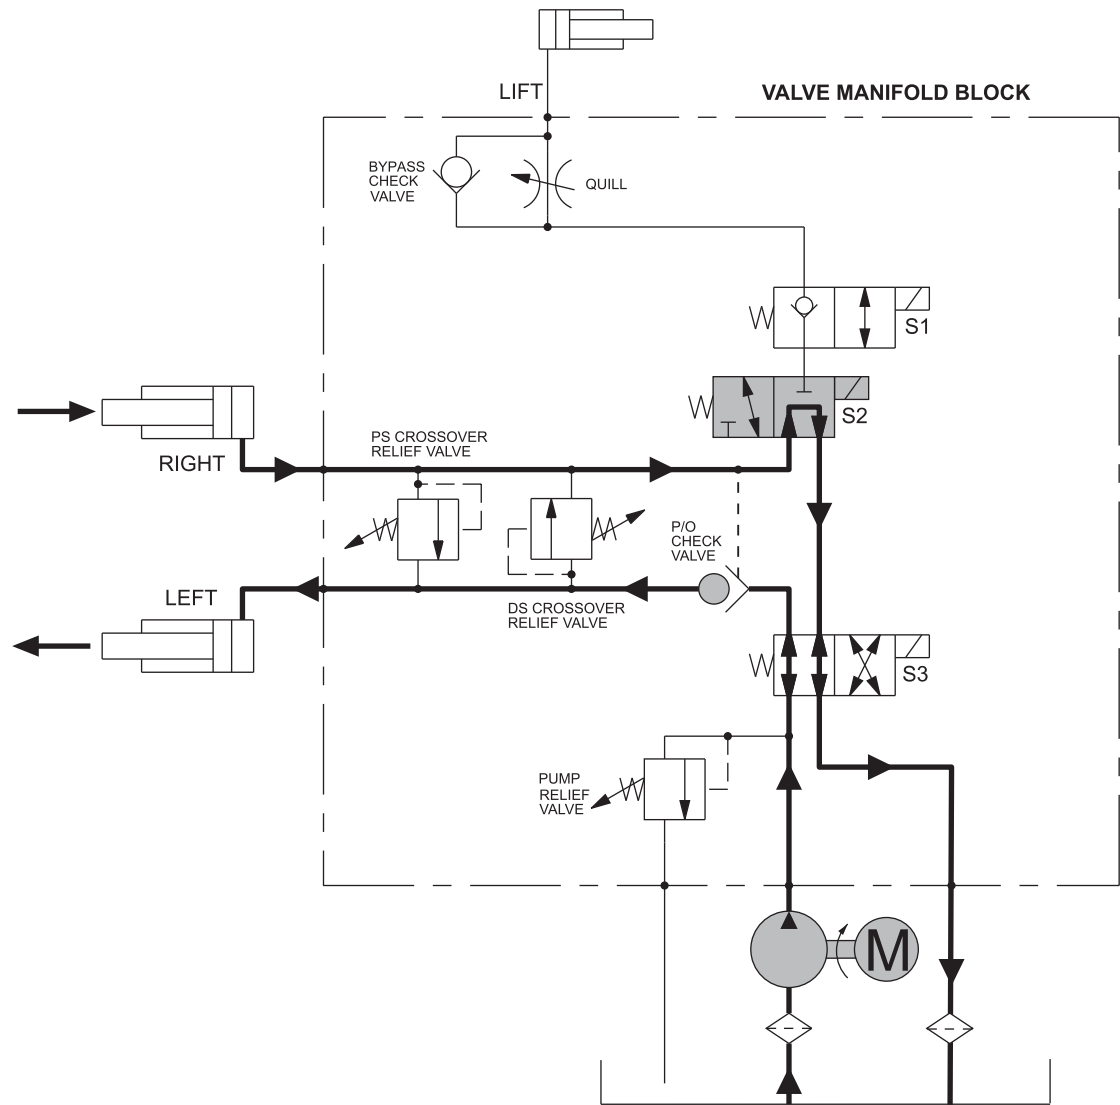 LIFT
VALVE MANIFOLD BLOCK
BYPASS
CHECK
VALVE
QUILL
S1
S2
PS CROSSOVER
RELIEF VALVE
RIGHT
P/O
CHECK
VALVE
LEFT
DS CROSSOVER
RELIEF VALVE
S3
PUMP
RELIEF
VALVE
M